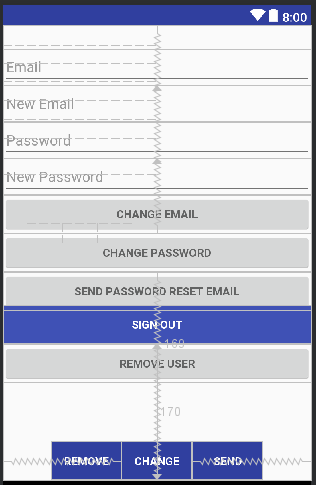 8:00
Email
New Email
Password
New Password
CHANGE EMAIL
CHANGE PASSWORD
SEND PASSWORD RESET EMAIL
SIGN OUT
169
REMOVE USER
170
REMOVE CHANGE SEND